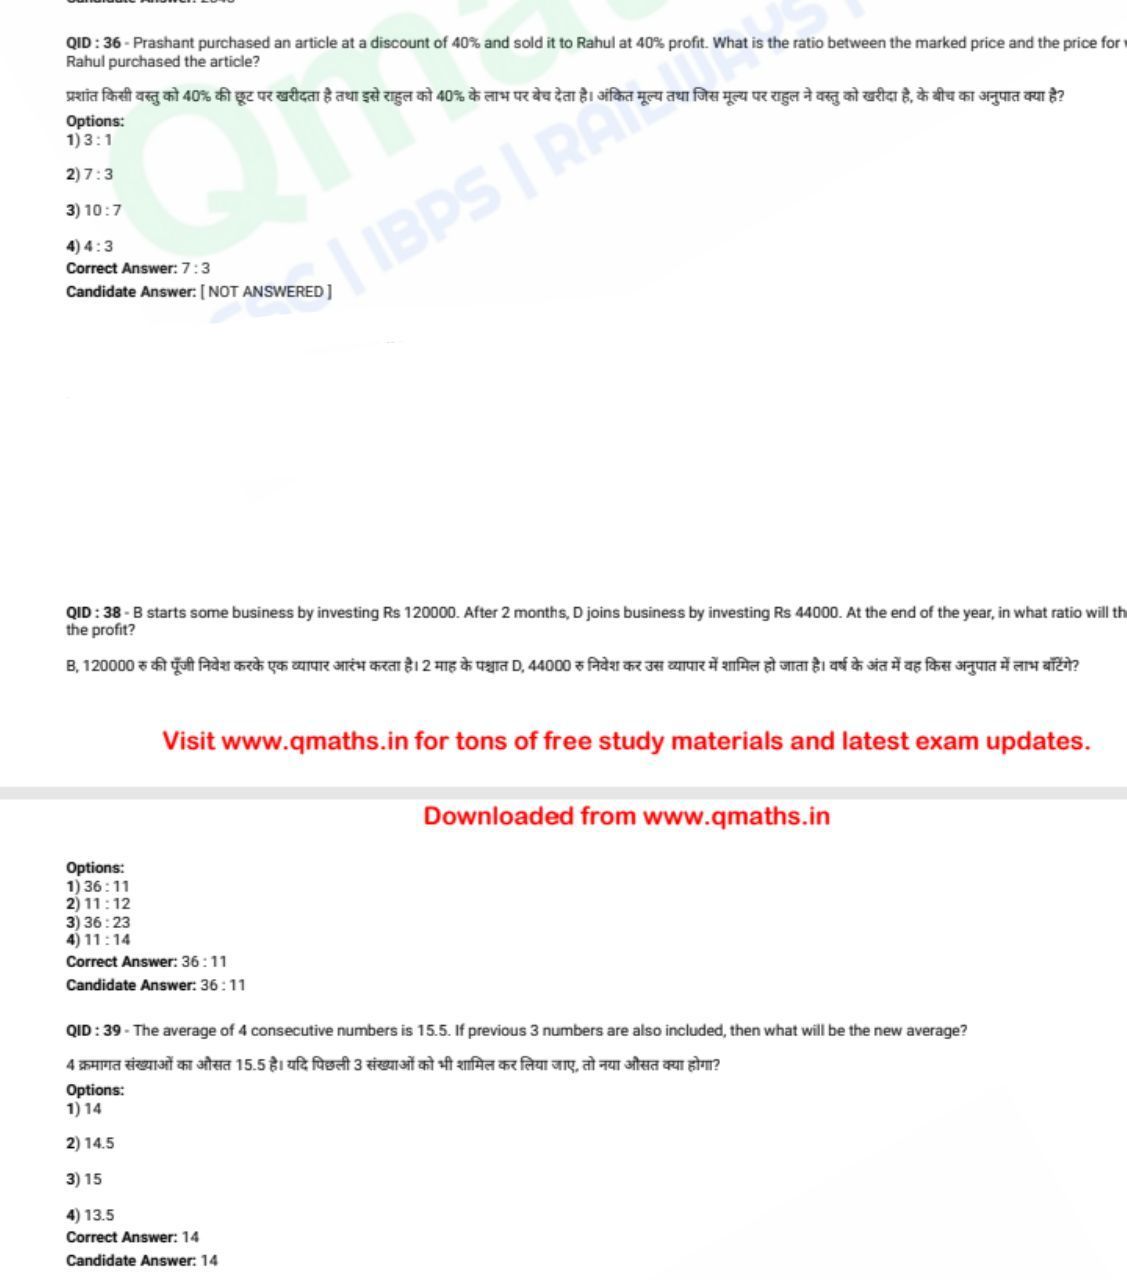 QID : 36 - Prashant purchased an article at a discount of 40% and sold it to Rahul at 40% profit. What is the ratio between the marked price and the price for
Rahul purchased the article?
प्रशांत किसी वस्तु को 40% की छूट पर खरीदता है तथा इसे राहुल को 40% के लाभ पर बेच देता है। अंकित मूल्य तथा जिस मूल्य पर राहुल ने वस्तु को खरीदा है, के बीच का अनुपात क्या है?
Options:
1) 3 : 1
2) 7 : 3
3) 10 : 7
4) 4 : 3
Correct Answer: 7 : 3
Candidate Answer: [ NOT ANSWERED ]
SSC | IBPS | RAILWAYS |
QID : 38 - B starts some business by investing Rs 120000. After 2 months, D joins business by investing Rs 44000. At the end of the year, in what ratio will th
the profit?
B, 120000 रु की पूँजी निवेश करके एक व्यापार आरंभ करता है। 2 माह के पश्चात D, 44000 रु निवेश कर उस व्यापार में शामिल हो जाता है। वर्ष के अंत में वह किस अनुपात में लाभ बाँटेंगे?
Visit www.qmaths.in for tons of free study materials and latest exam updates.
Downloaded from www.qmaths.in
Options:
1) 36 : 11
2) 11 : 12
3) 36 : 23
4) 11 : 14
Correct Answer: 36 : 11
Candidate Answer: 36 : 11
QID : 39 - The average of 4 consecutive numbers is 15.5. If previous 3 numbers are also included, then what will be the new average?
4 क्रमागत संख्याओं का औसत 15.5 है। यदि पिछली 3 संख्याओं को भी शामिल कर लिया जाए, तो नया औसत क्या होगा?
Options:
1) 14
2) 14.5
3) 15
4) 13.5
Correct Answer: 14
Candidate Answer: 14